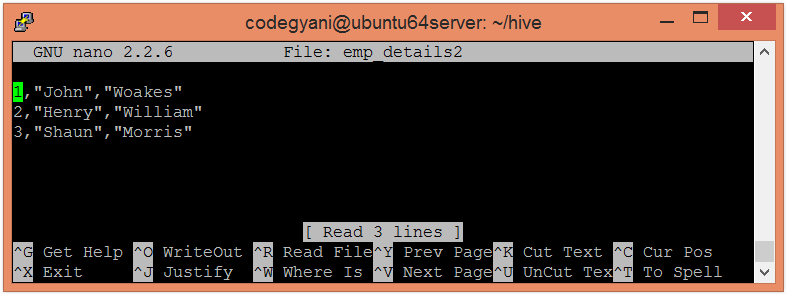 codegyani@ubuntu64server: ~/hive
GNU nano 2.2.6 File: emp_details2
1,"John","Woakes"
2,"Henry","William"
3,"Shaun","Morris"
[ Read 3 lines ]
^G Get Help ^O WriteOut ^R Read File^Y Prev Page^K Cut Text ^C Cur Pos
^X Exit ^J Justify ^W Where Is ^V Next Page^U UnCut Tex^T To Spell